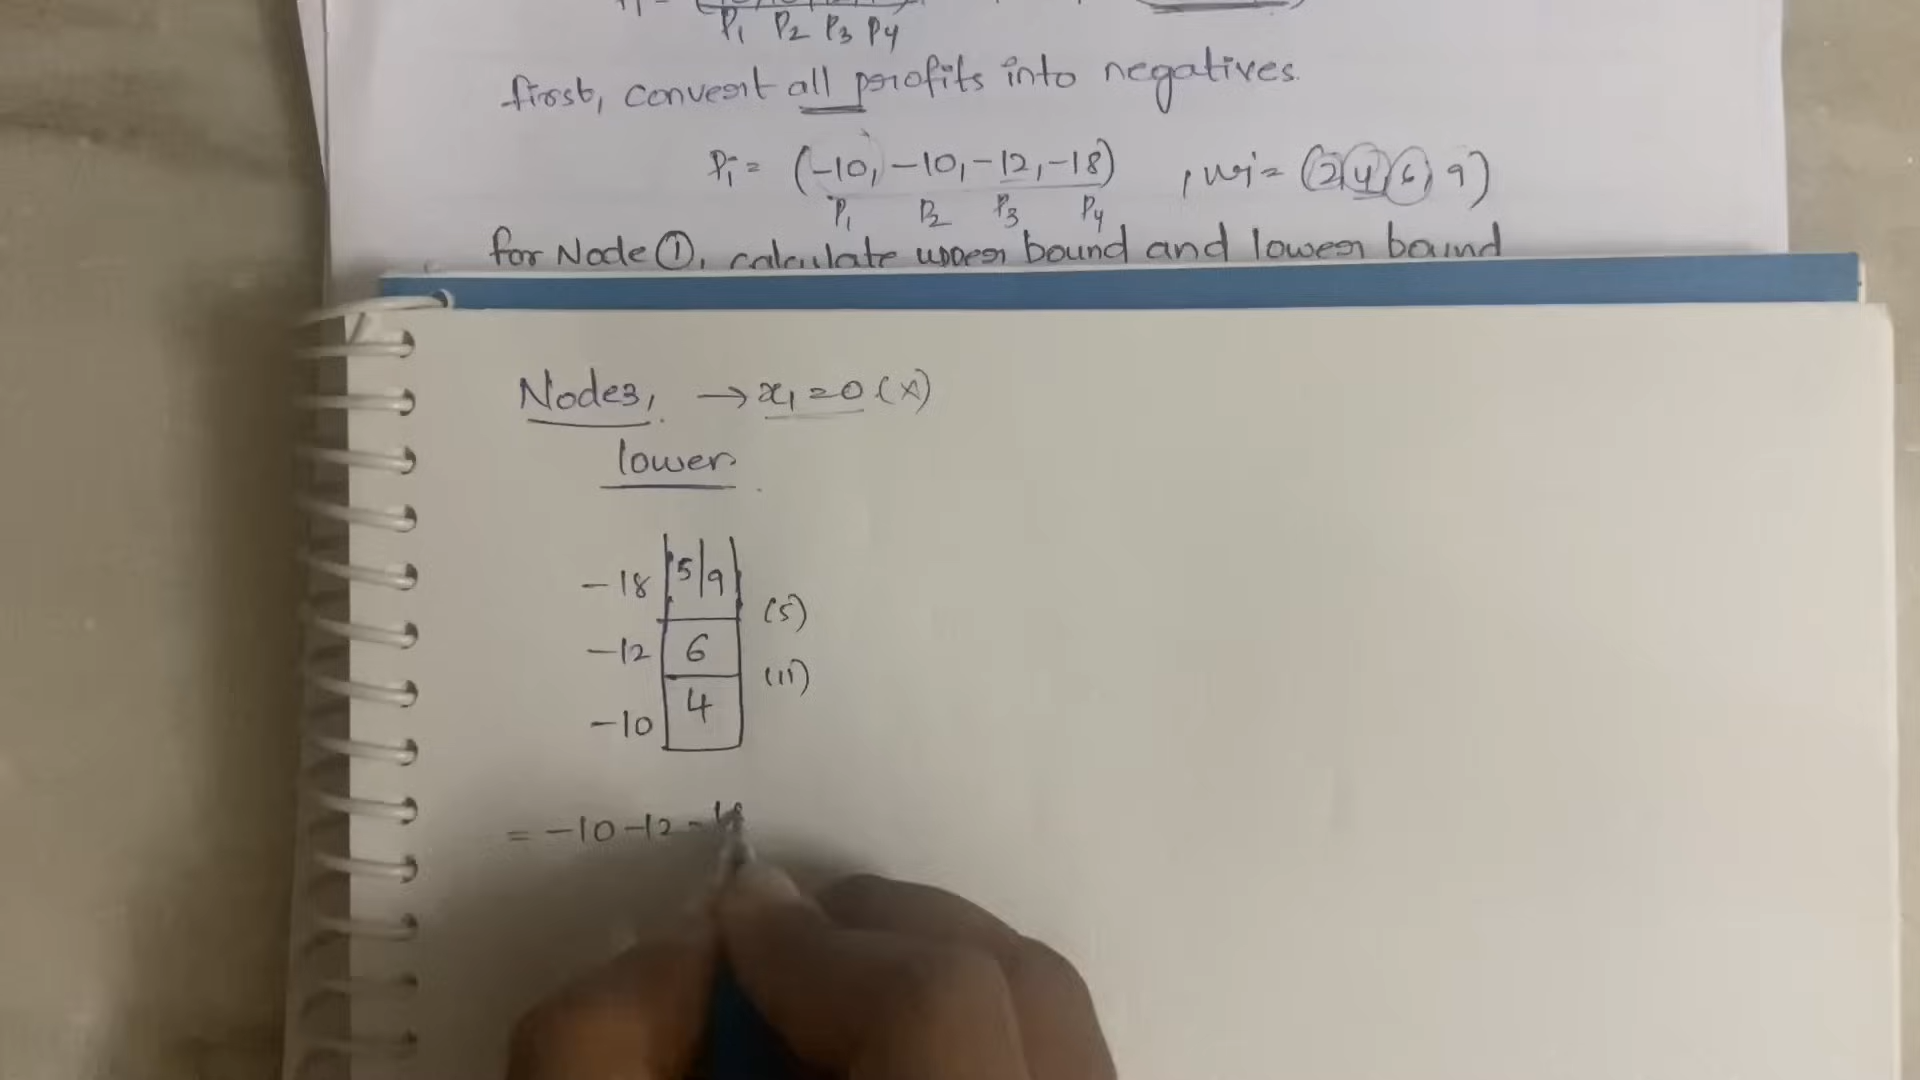 P1 P2 P3 P4
first, convert all profits into negatives.
Pi = (-10, -10, -12, -18) , wi = (2, 4, 6, 9)
P1 P2 P3 P4
for Node ①, calculate upper bound and lower bound
Node3, → x1 = 0 (x)
lower
-18 5/9
(5)
-12 6
(11)
-10 4
= -10 -12 -